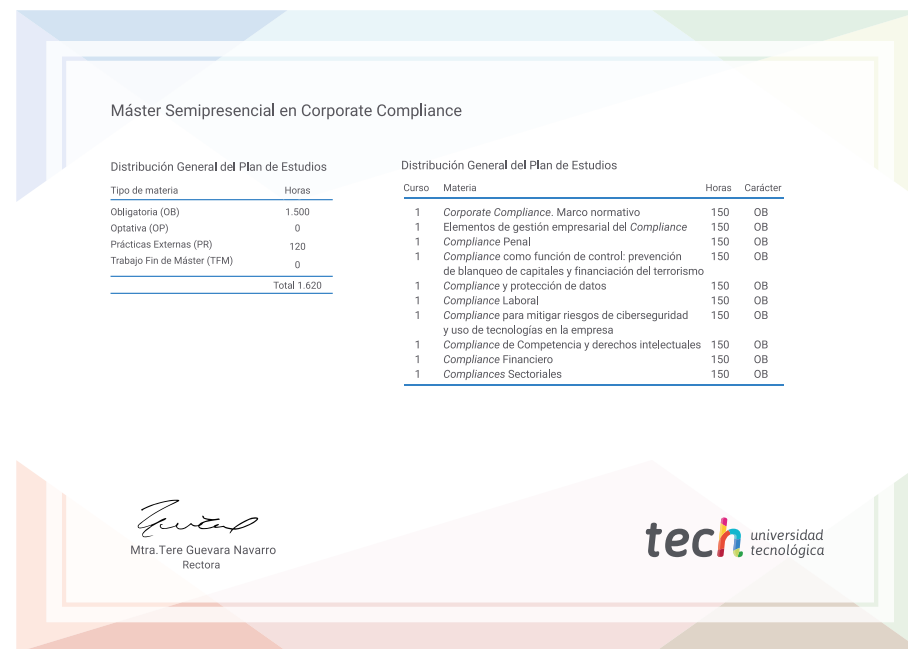 Máster Semipresencial en Corporate Compliance
Distribución General del Plan de Estudios
Tipo de materia Horas
Obligatoria (OB) 1.500
Optativa (OP) 0
Prácticas Externas (PR) 120
Trabajo Fin de Máster (TFM) 0
Total 1.620
Distribución General del Plan de Estudios
Curso Materia Horas Carácter
1 Corporate Compliance. Marco normativo 150 OB
1 Elementos de gestión empresarial del Compliance 150 OB
1 Compliance Penal 150 OB
1 Compliance como función de control: prevención 150 OB
de blanqueo de capitales y financiación del terrorismo
1 Compliance y protección de datos 150 OB
1 Compliance Laboral 150 OB
1 Compliance para mitigar riesgos de ciberseguridad 150 OB
y uso de tecnologías en la empresa
1 Compliance de Competencia y derechos intelectuales 150 OB
1 Compliance Financiero 150 OB
1 Compliances Sectoriales 150 OB
Mtra.Tere Guevara Navarro
Rectora
tech universidad
tecnológica